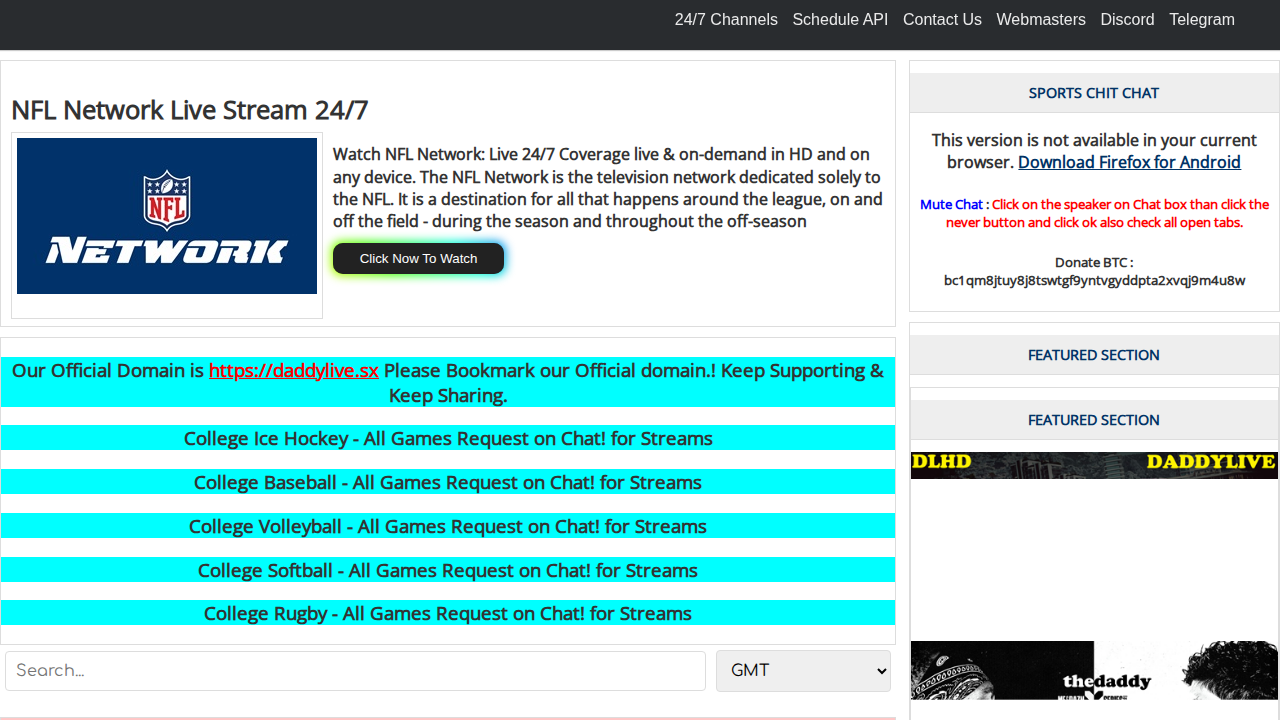 24/7 Channels Schedule API Contact Us Webmasters Discord Telegram
NFL Network Live Stream 24/7
NFL
NETWORK
Watch NFL Network: Live 24/7 Coverage live & on-demand in HD and on
any device. The NFL Network is the television network dedicated solely to
the NFL. It is a destination for all that happens around the league, on and
off the field - during the season and throughout the off-season
Click Now To Watch
Our Official Domain is https://daddylive.sx Please Bookmark our Official domain.! Keep Supporting &
Keep Sharing.
College Ice Hockey - All Games Request on Chat! for Streams
College Baseball - All Games Request on Chat! for Streams
College Volleyball - All Games Request on Chat! for Streams
College Softball - All Games Request on Chat! for Streams
College Rugby - All Games Request on Chat! for Streams
Search...
GMT
SPORTS CHIT CHAT
This version is not available in your current
browser. Download Firefox for Android
Mute Chat : Click on the speaker on Chat box than click the
never button and click ok also check all open tabs.
Donate BTC :
bc1qm8jtuy8j8tswtgf9yntvgyddpta2xvqj9m4u8w
FEATURED SECTION
FEATURED SECTION
DLHD DADDYLIVE
thedaddy